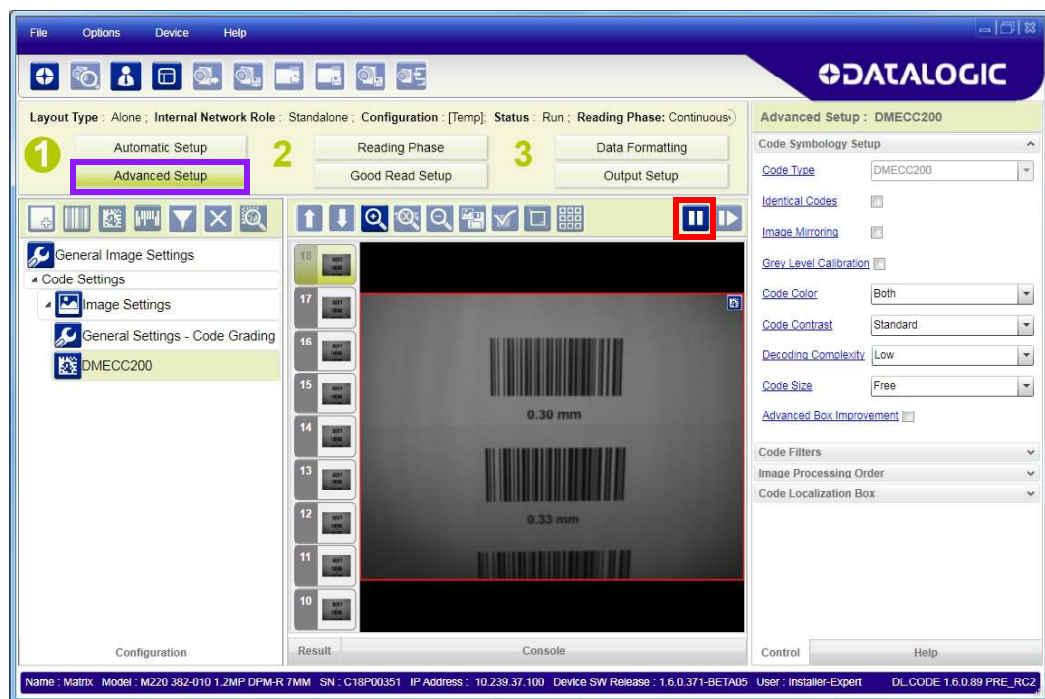 File Options Device Help
DATALOGIC
Layout Type : Alone ; Internal Network Role : Standalone ; Configuration : [Temp]; Status : Run ; Reading Phase: Continuous
1 Automatic Setup 2 Reading Phase 3 Data Formatting
Advanced Setup Good Read Setup Output Setup
General Image Settings
Code Settings
Image Settings
General Settings - Code Grading
DMECC200
Configuration
18
17
16
15
14
13
12
11
10
0.30 mm
0.33 mm
Result Console
Advanced Setup : DMECC200
Code Symbology Setup
Code Type DMECC200
Identical Codes
Image Mirroring
Grey Level Calibration
Code Color Both
Code Contrast Standard
Decoding Complexity Low
Code Size Free
Advanced Box Improvement
Code Filters
Image Processing Order
Code Localization Box
Control Help
Name : Matrix Model : M220 382-010 1.2MP DPM-R 7MM SN : C18P00351 IP Address : 10.239.37.100 Device SW Release : 1.6.0.371-BETA05 User : Installer-Expert DL.CODE 1.6.0.89 PRE_RC2